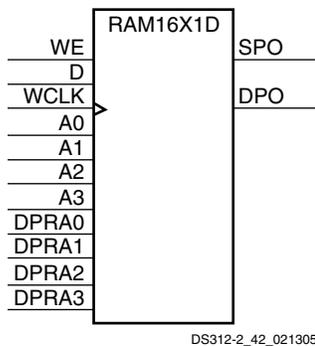 RAM16X1D
WE
SPO
D
WCLK
DPO
A0
A1
A2
A3
DPRA0
DPRA1
DPRA2
DPRA3
DS312-2_42_021305